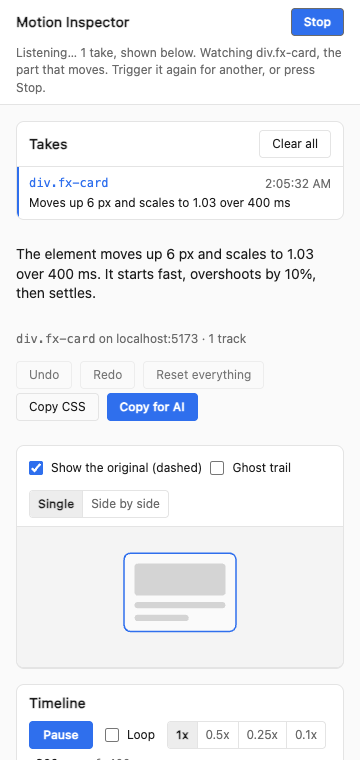 Motion Inspector
Stop
Listening... 1 take, shown below. Watching div.fx-card, the
part that moves. Trigger it again for another, or press
Stop.
Takes
Clear all
div.fx-card
2:05:32 AM
Moves up 6 px and scales to 1.03 over 400 ms
The element moves up 6 px and scales to 1.03
over 400 ms. It starts fast, overshoots by 10%,
then settles.
div.fx-card on localhost:5173 · 1 track
Undo
Redo
Reset everything
Copy CSS
Copy for AI
Show the original (dashed)
Ghost trail
Single
Side by side
Timeline
Pause
Loop
1x
0.5x
0.25x
0.1x